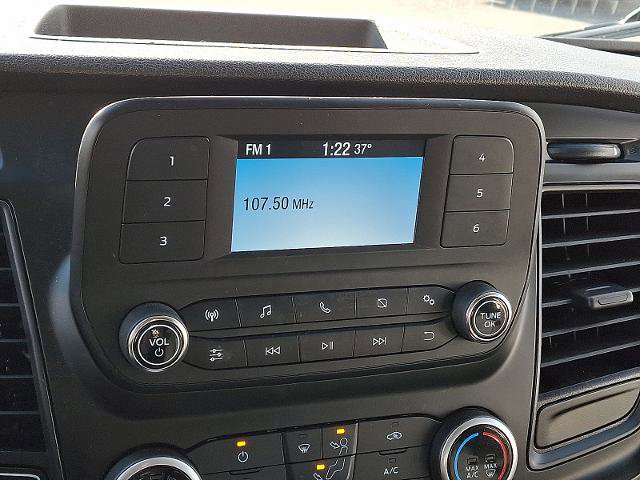 FM 1 1:22 37°
107.50 MHz
1
2
3
4
5
6
VOL
TUNE
OK
A/C
MAX
A/C
MAX